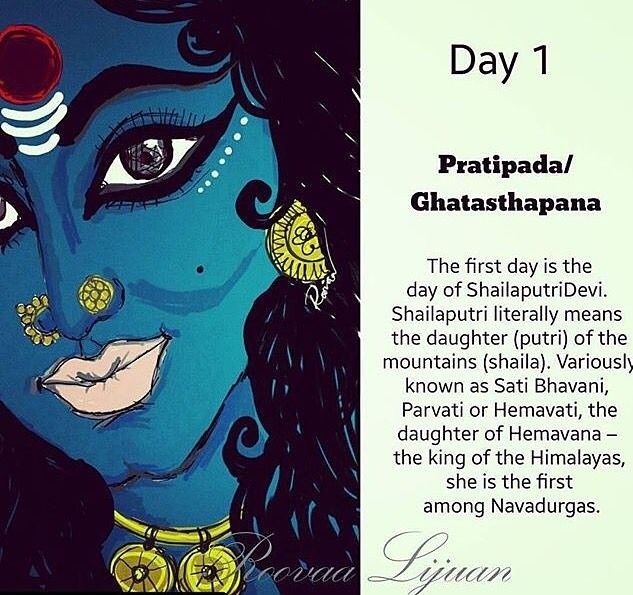 Day 1
Pratipada/
Ghatasthapana
The first day is the
day of ShailaputriDevi.
Shailaputri literally means
the daughter (putri) of the
mountains (shaila). Variously
known as Sati Bhavani,
Parvati or Hemavati, the
daughter of Hemavana –
the king of the Himalayas,
she is the first
among Navadurgas.
Roovaa Lijuan